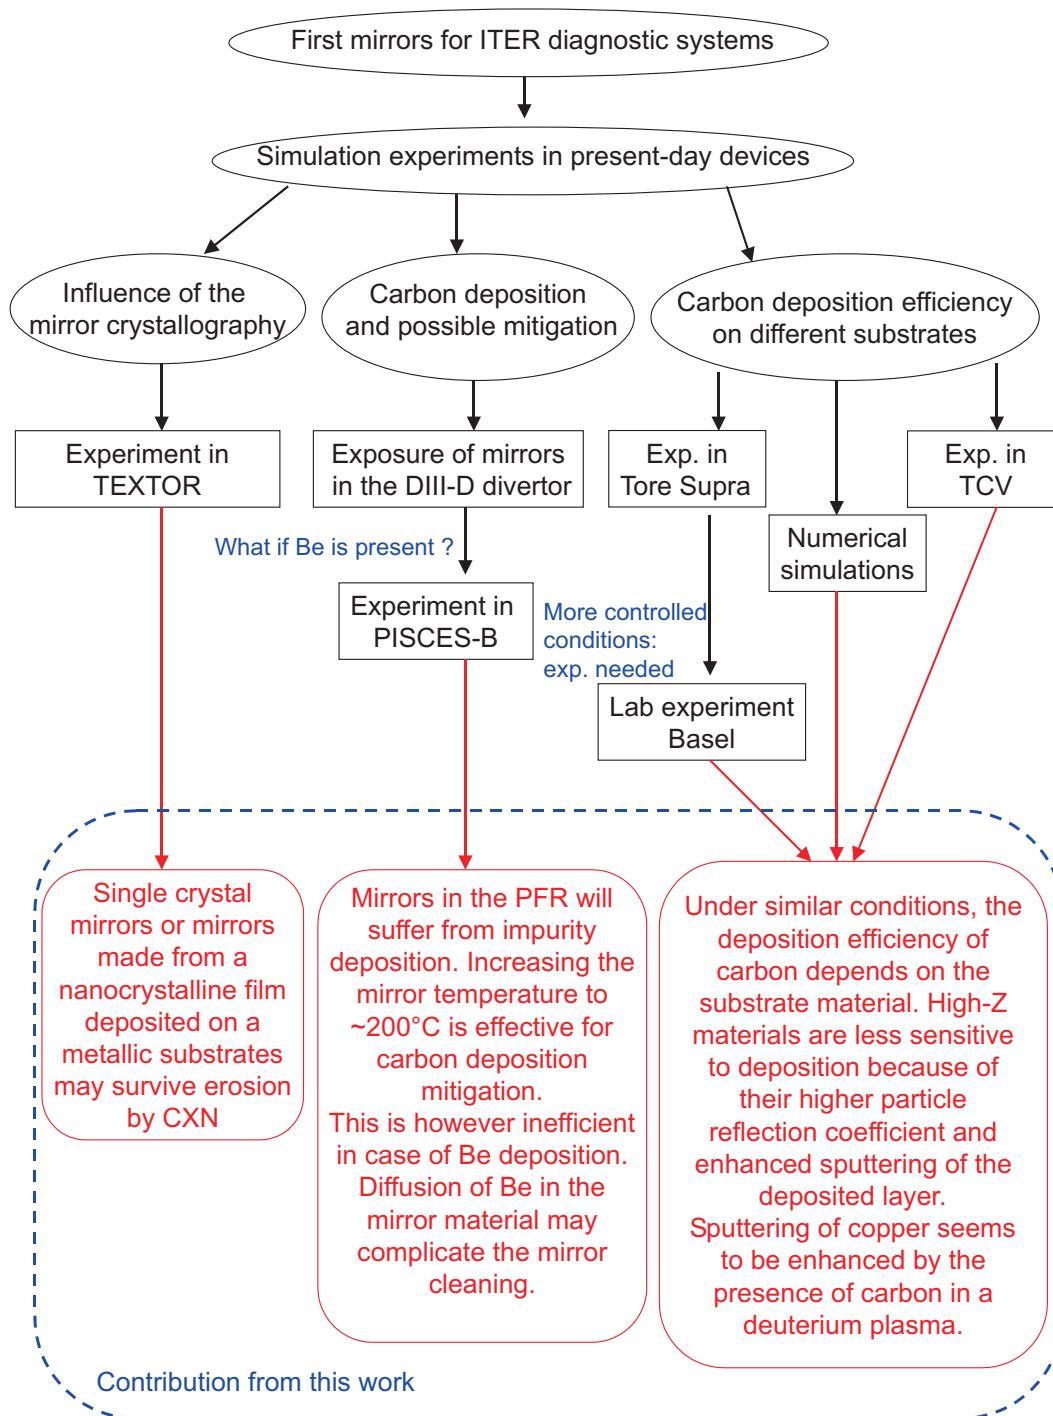 First mirrors for ITER diagnostic systems
Simulation experiments in present-day devices
Influence of the
mirror crystallography
Carbon deposition
and possible mitigation
Carbon deposition efficiency
on different substrates
Experiment in
TEXTOR
Exposure of mirrors
in the DIII-D divertor
Exp. in
Tore Supra
Exp. in
TCV
What if Be is present ?
Numerical
simulations
Experiment in
PISCES-B
More controlled
conditions:
exp. needed
Lab experiment
Basel
Single crystal
mirrors or mirrors
made from a
nanocrystalline film
deposited on a
metallic substrates
may survive erosion
by CXN
Mirrors in the PFR will
suffer from impurity
deposition. Increasing the
mirror temperature to
~200°C is effective for
carbon deposition
mitigation.
This is however inefficient
in case of Be deposition.
Diffusion of Be in the
mirror material may
complicate the mirror
cleaning.
Under similar conditions, the
deposition efficiency of
carbon depends on the
substrate material. High-Z
materials are less sensitive
to deposition because of
their higher particle
reflection coefficient and
enhanced sputtering of the
deposited layer.
Sputtering of copper seems
to be enhanced by the
presence of carbon in a
deuterium plasma.
Contribution from this work